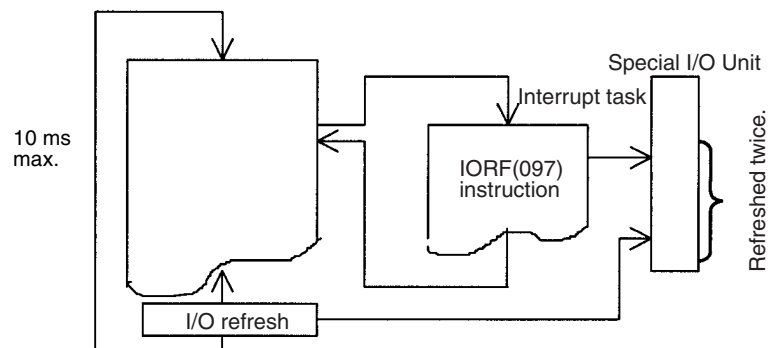 Special I/O Unit
Interrupt task
10 ms
max.
IORF(097)
instruction
Refreshed twice.
I/O refresh